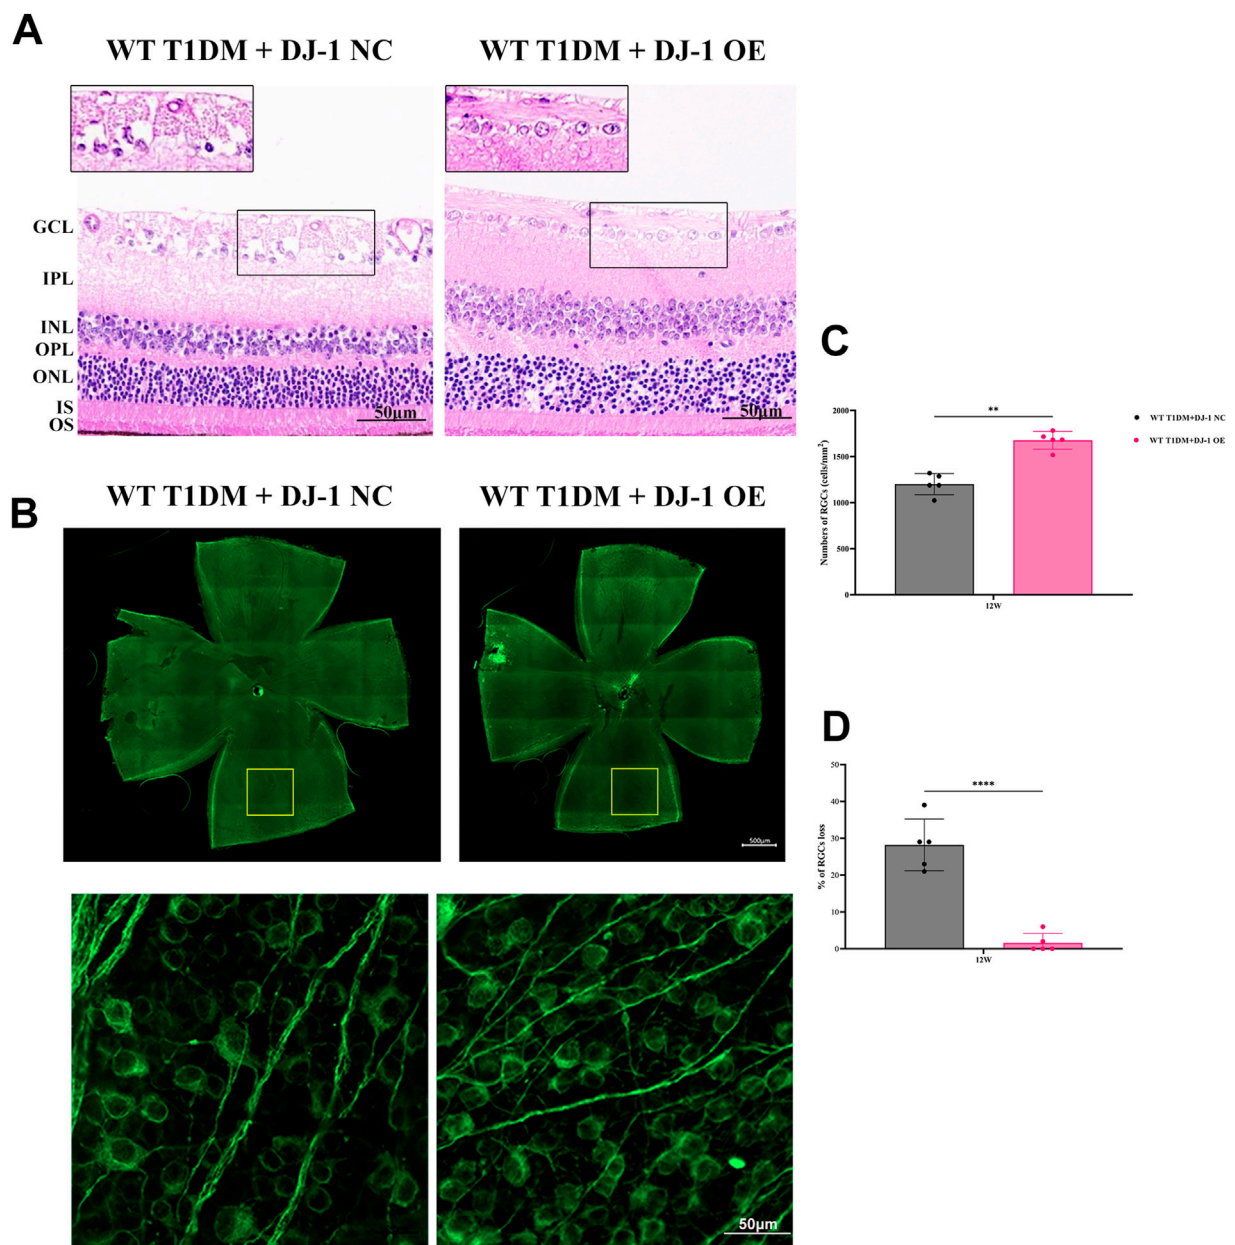 A
WT T1DM + DJ-1 NC
WT T1DM + DJ-1 OE
GCL
IPL
INL
OPL
ONL
IS
OS
50μm
50μm
B
WT T1DM + DJ-1 NC
WT T1DM + DJ-1 OE
500μm
50μm
C
Numbers of RGCs (cells/mm²)
2000
1500
1000
500
0
**
12W
WT T1DM+DJ-1 NC
WT T1DM+DJ-1 OE
D
% of RGCs loss
50
40
30
20
10
0
****
12W